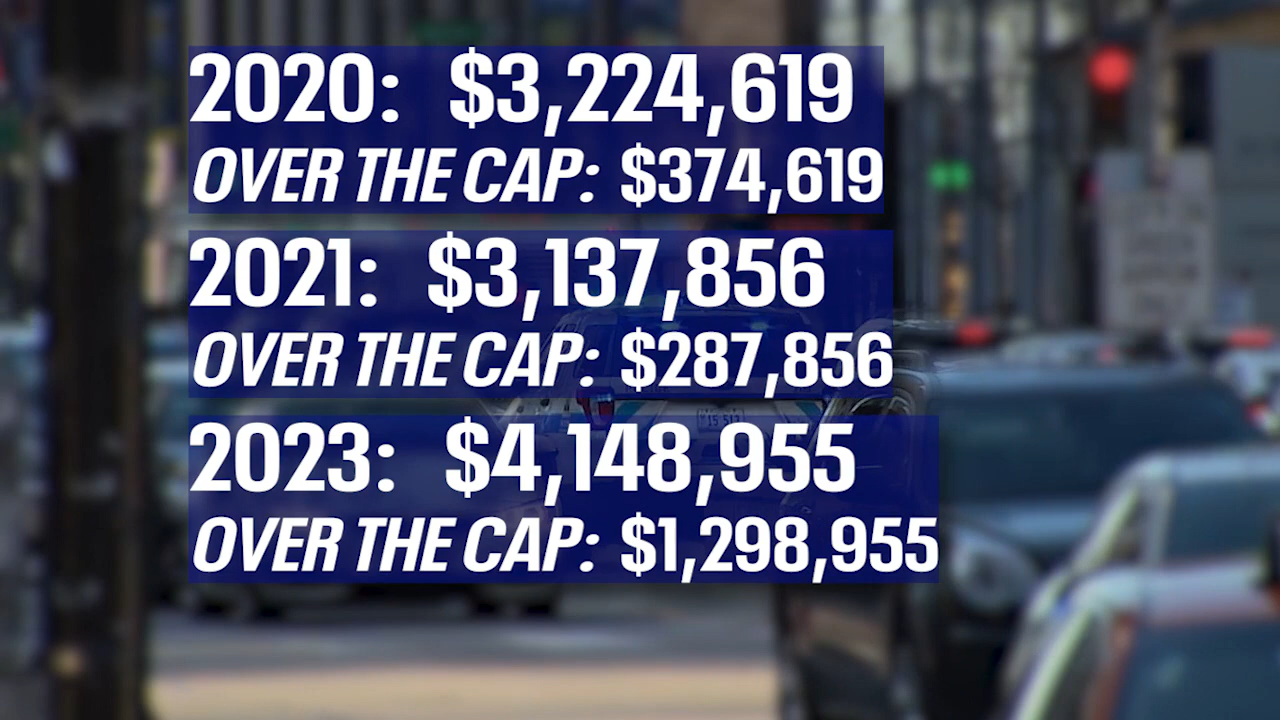 2020: $3,224,619
OVER THE CAP: $374,619
2021: $3,137,856
OVER THE CAP: $287,856
2023: $4,148,955
OVER THE CAP: $1,298,955